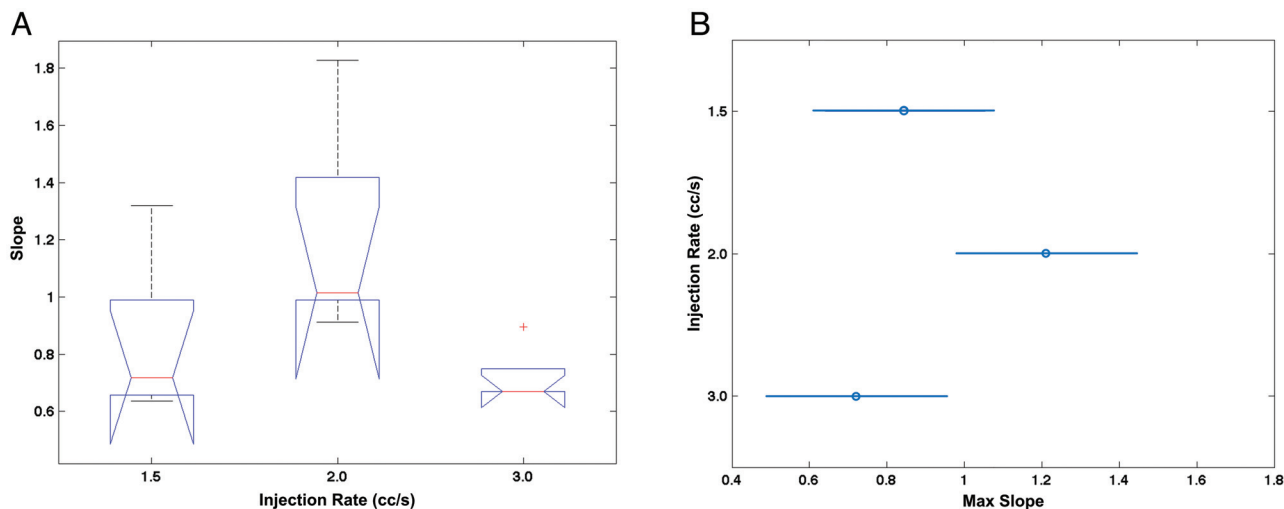 A
1.8
1.6
1.4
1.2
1
0.8
0.6
Slope
1.5 2.0 3.0
Injection Rate (cc/s)
B
1.5
2.0
3.0
Injection Rate (cc/s)
0.4 0.6 0.8 1 1.2 1.4 1.6 1.8
Max Slope